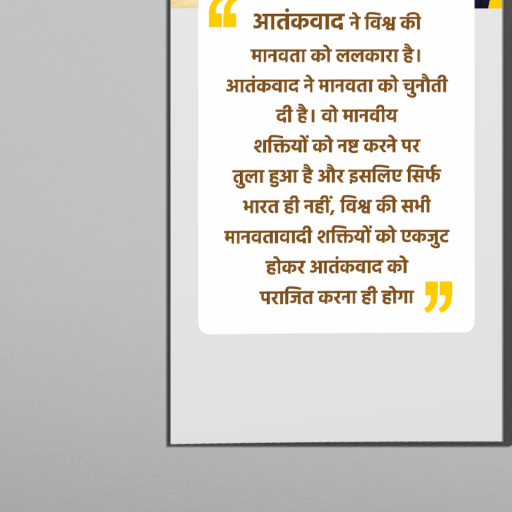 आतंकवाद ने विश्व की
मानवता को ललकारा है।
आतंकवाद ने मानवता को चुनौती
दी है। वो मानवीय
शक्तियों को नष्ट करने पर
तुला हुआ है और इसलिए सिर्फ
भारत ही नहीं, विश्व की सभी
मानवतावादी शक्तियों को एकजुट
होकर आतंकवाद को
पराजित करना ही होगा